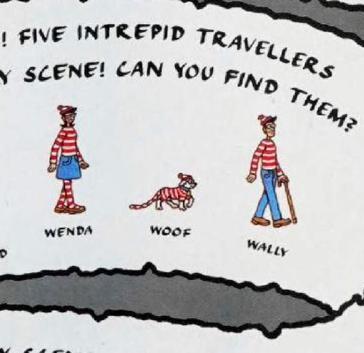 ! FIVE INTREPID TRAVELLERS
Y SCENE! CAN YOU FIND THEM?
WENDA
WOOF
WALLY
D